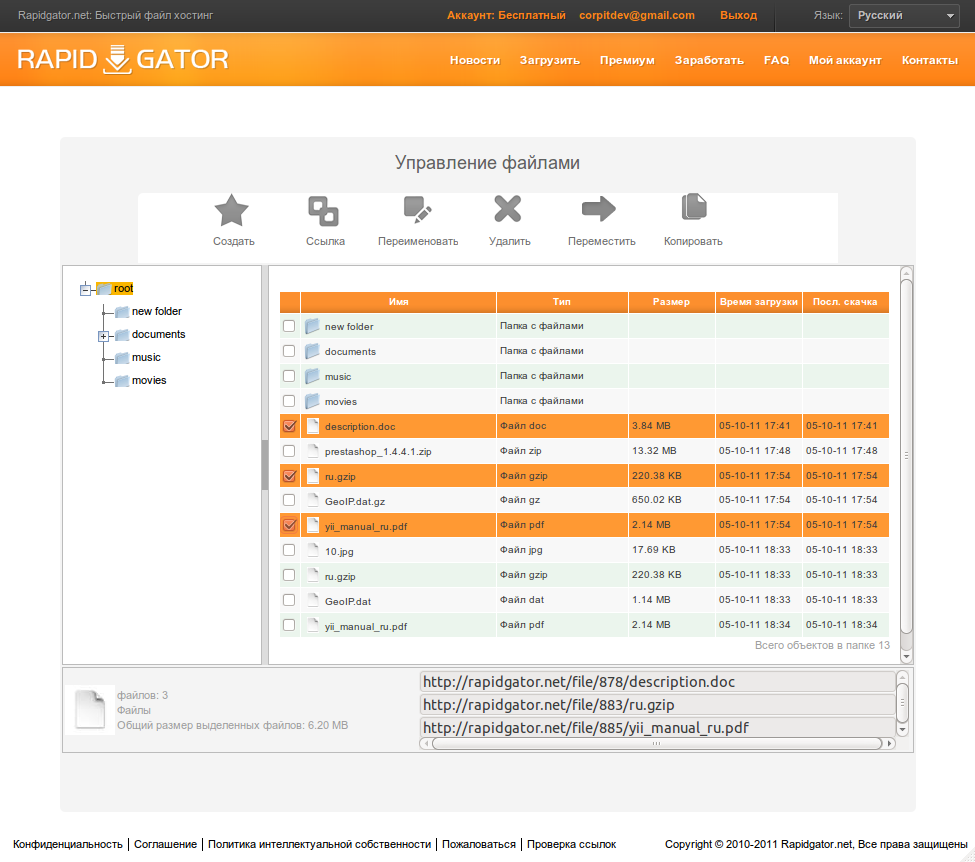 Rapidgator.net: Быстрый файл хостинг Аккаунт: Бесплатный corpitdev@gmail.com Выход Язык: Русский
RAPID GATOR Новости Загрузить Премиум Заработать FAQ Мой аккаунт Контакты
Управление файлами
Создать Ссылка Переименовать Удалить Переместить Копировать
root
new folder
documents
music
movies
Имя Тип Размер Время загрузки Посл. скачка
new folder Папка с файлами
documents Папка с файлами
music Папка с файлами
movies Папка с файлами
description.doc Файл doc 3.84 MB 05-10-11 17:41 05-10-11 17:41
prestashop_1.4.4.1.zip Файл zip 13.32 MB 05-10-11 17:48 05-10-11 17:48
ru.gzip Файл gzip 220.38 KB 05-10-11 17:54 05-10-11 17:54
GeoIP.dat.gz Файл gz 650.02 KB 05-10-11 17:54 05-10-11 17:54
yii_manual_ru.pdf Файл pdf 2.14 MB 05-10-11 17:54 05-10-11 17:54
10.jpg Файл jpg 17.69 KB 05-10-11 18:33 05-10-11 18:33
ru.gzip Файл gzip 220.38 KB 05-10-11 18:33 05-10-11 18:33
GeoIP.dat Файл dat 1.14 MB 05-10-11 18:33 05-10-11 18:33
yii_manual_ru.pdf Файл pdf 2.14 MB 05-10-11 18:34 05-10-11 18:34
Всего объектов в папке 13
файлов: 3
Файлы
Общий размер выделенных файлов: 6.20 MB
http://rapidgator.net/file/878/description.doc
http://rapidgator.net/file/883/ru.gzip
http://rapidgator.net/file/885/yii_manual_ru.pdf
Конфиденциальность | Соглашение | Политика интеллектуальной собственности | Пожаловаться | Проверка ссылок Copyright © 2010-2011 Rapidgator.net, Все права защищены